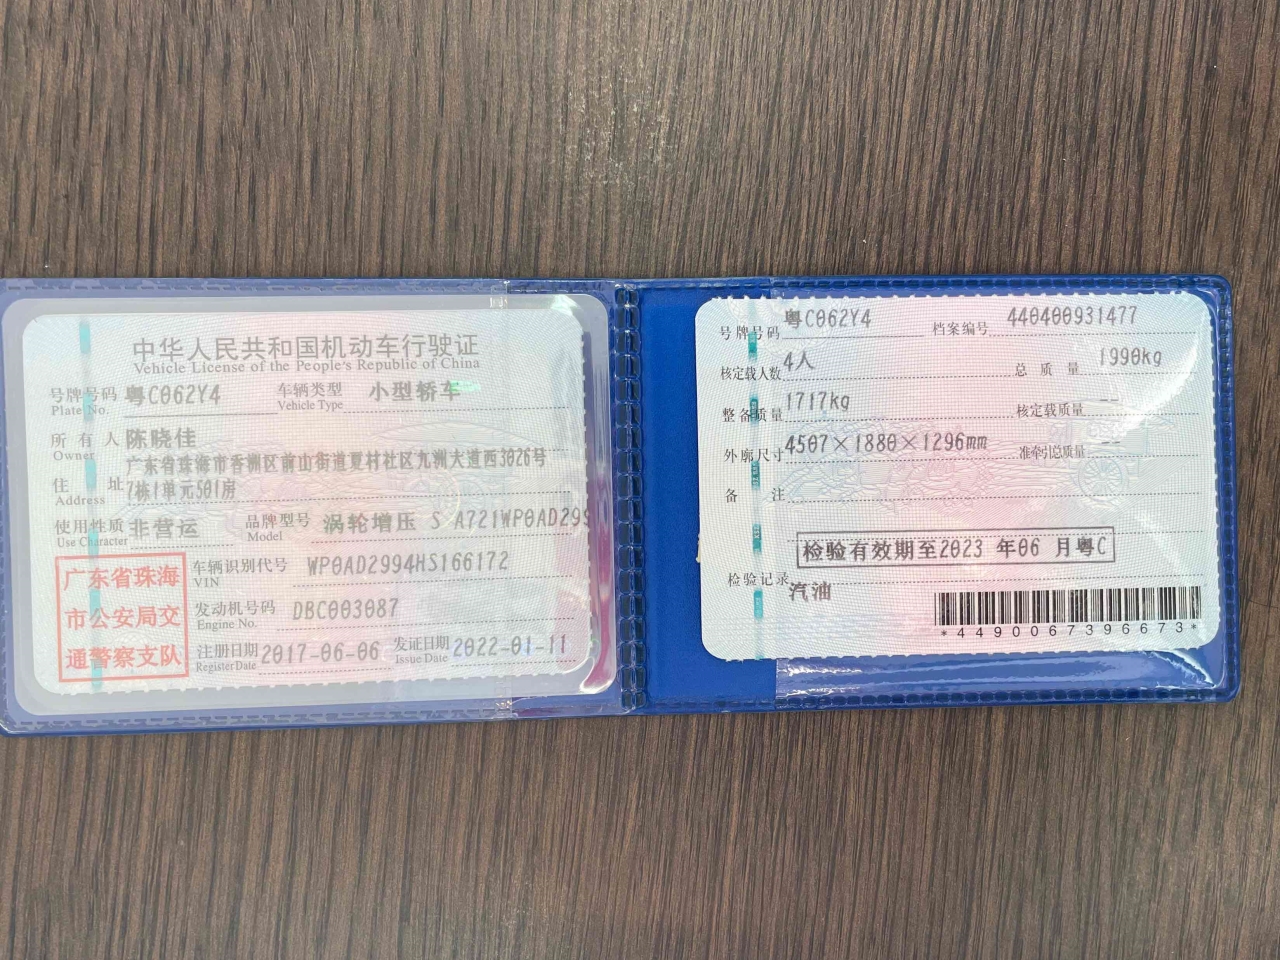 中华人民共和国机动车行驶证
Vehicle License of the People's Republic of China
号牌号码 粤C062Y4 车辆类型 小型轿车
Plate No. Vehicle Type
所有人 陈晓佳
Owner
住址 广东省珠海市香洲区前山街道夏村社区九洲大道西3026号
Address 7栋1单元501房
使用性质 非营运 品牌型号 涡轮增压 S A721WP0AD299
Use Character Model
车辆识别代号 WP0AD2994HS166172
VIN
发动机号码 DBC003087
Engine No.
注册日期 2017-06-06 发证日期 2022-01-11
Register Date Issue Date
广东省珠海
市公安局交
通警察支队
号牌号码 粤C062Y4 档案编号 440400931477
核定载人数 4人 总质量 1990kg
整备质量 1717kg 核定载质量 --
外廓尺寸 4507×1880×1296mm 准牵引总质量 --
备注
检验有效期至2023 年06 月粤C
检验记录
汽油
*4490067396673*